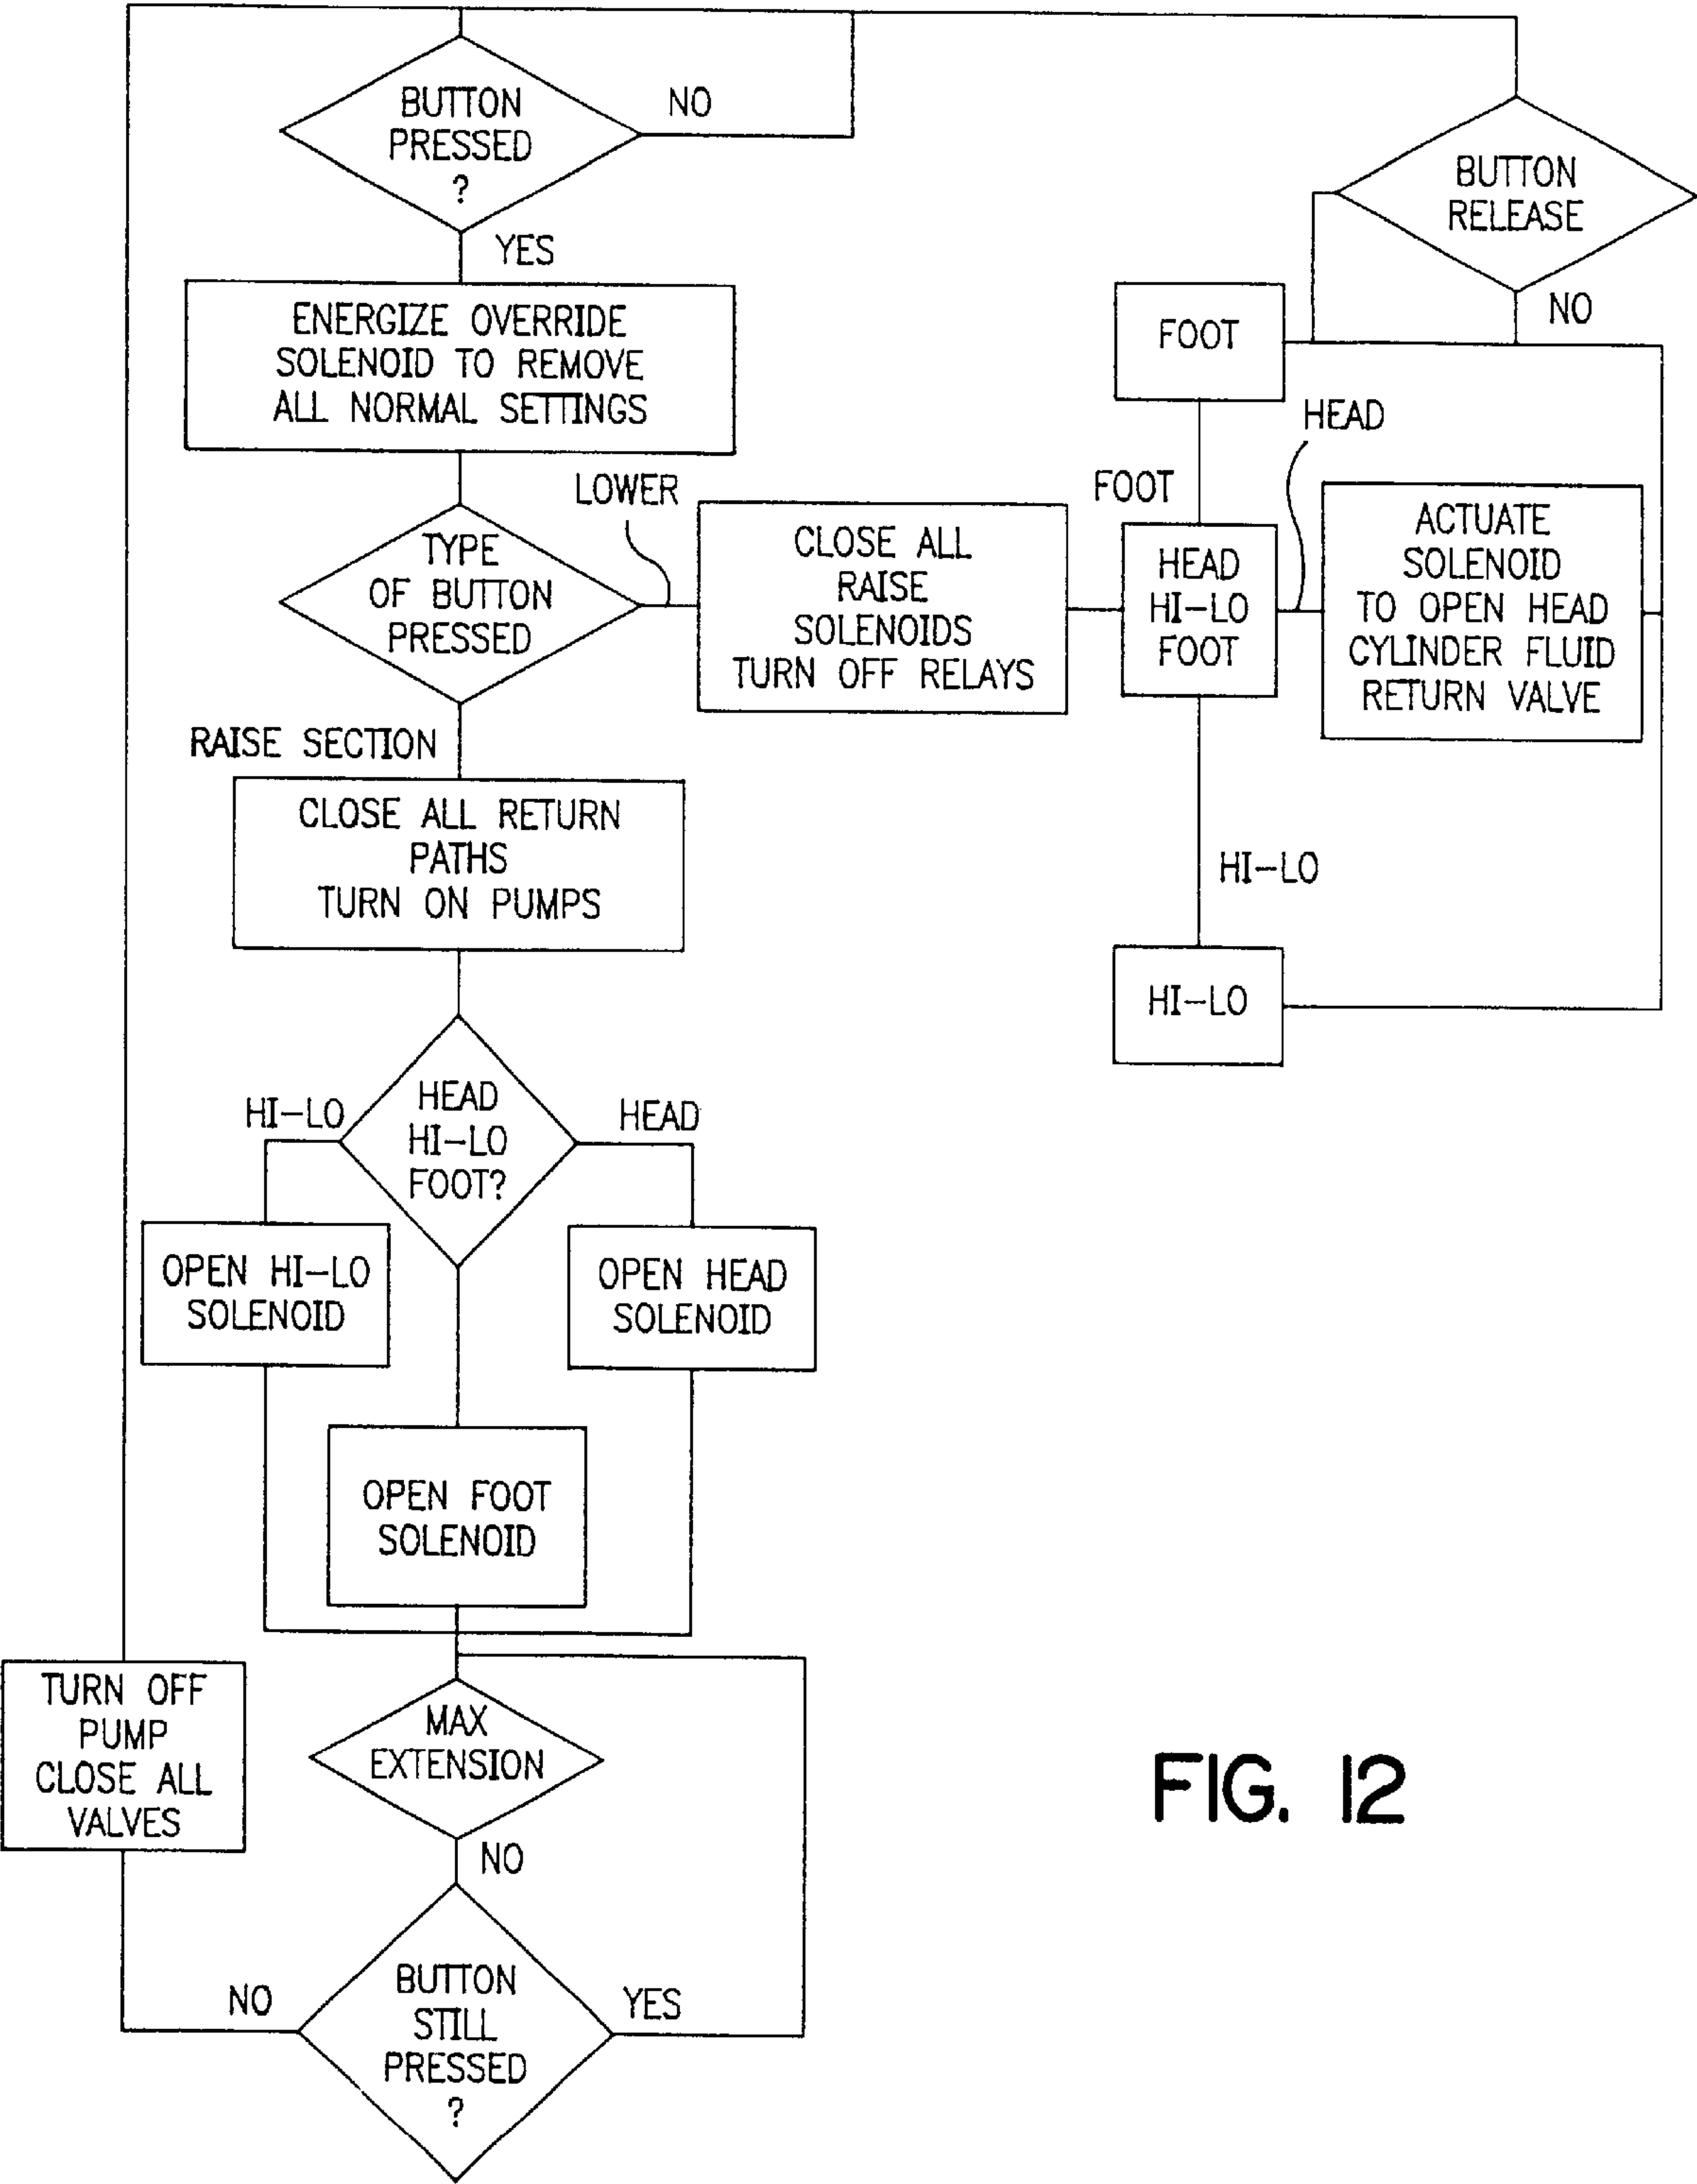 BUTTON
PRESSED
?
NO
YES
ENERGIZE OVERRIDE
SOLENOID TO REMOVE
ALL NORMAL SETTINGS
TYPE
OF BUTTON
PRESSED
LOWER
CLOSE ALL
RAISE
SOLENOIDS
TURN OFF RELAYS
FOOT
HEAD
HI-LO
FOOT
HEAD
ACTUATE
SOLENOID
TO OPEN HEAD
CYLINDER FLUID
RETURN VALVE
FOOT
BUTTON
RELEASE
NO
HI-LO
HI-LO
RAISE SECTION
CLOSE ALL RETURN
PATHS
TURN ON PUMPS
HEAD
HI-LO
FOOT?
HI-LO
HEAD
OPEN HI-LO
SOLENOID
OPEN HEAD
SOLENOID
OPEN FOOT
SOLENOID
MAX
EXTENSION
NO
BUTTON
STILL
PRESSED
?
YES
NO
TURN OFF
PUMP
CLOSE ALL
VALVES
FIG. 12